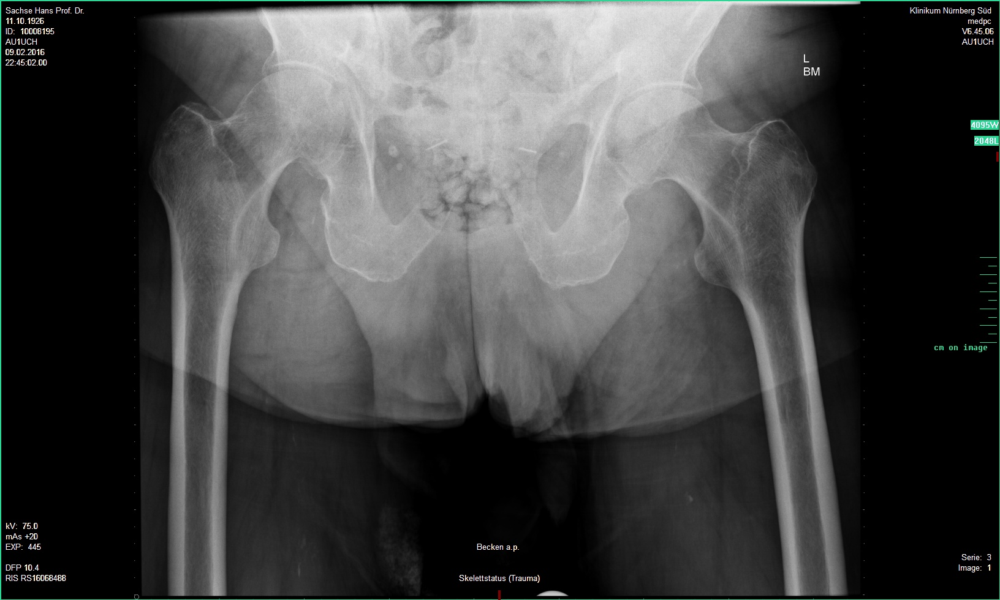 Sachse Hans Prof. Dr.
11.10.1926
ID: 10008195
AU1UCH
09.02.2016
22:45:02.00
Klinikum Nürnberg Süd
medpc
V6.45.06
AU1UCH
L
BM
4095W
2048L
cm on image
kV: 75.0
mAs +20
EXP: 445
DFP 10.4
RIS RS16068488
Becken a.p.
Skelettstatus (Trauma)
Serie: 3
Image: 1